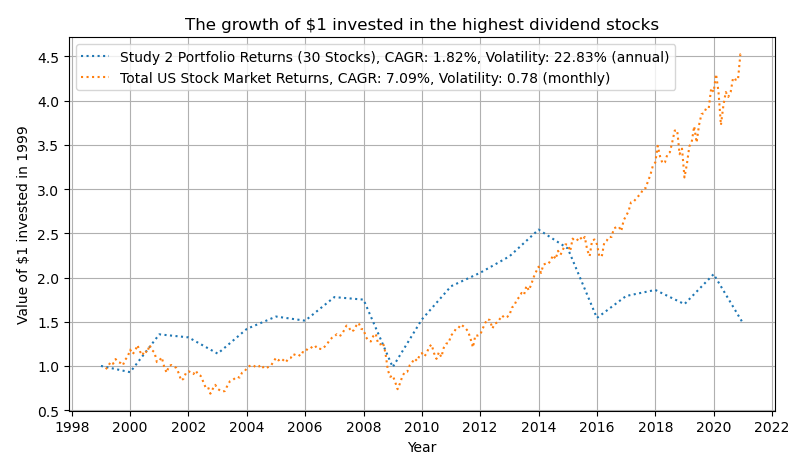 The growth of $1 invested in the highest dividend stocks
Study 2 Portfolio Returns (30 Stocks), CAGR: 1.82%, Volatility: 22.83% (annual)
Total US Stock Market Returns, CAGR: 7.09%, Volatility: 0.78 (monthly)
Value of $1 invested in 1999
4.5
4.0
3.5
3.0
2.5
2.0
1.5
1.0
0.5
1998 2000 2002 2004 2006 2008 2010 2012 2014 2016 2018 2020 2022
Year